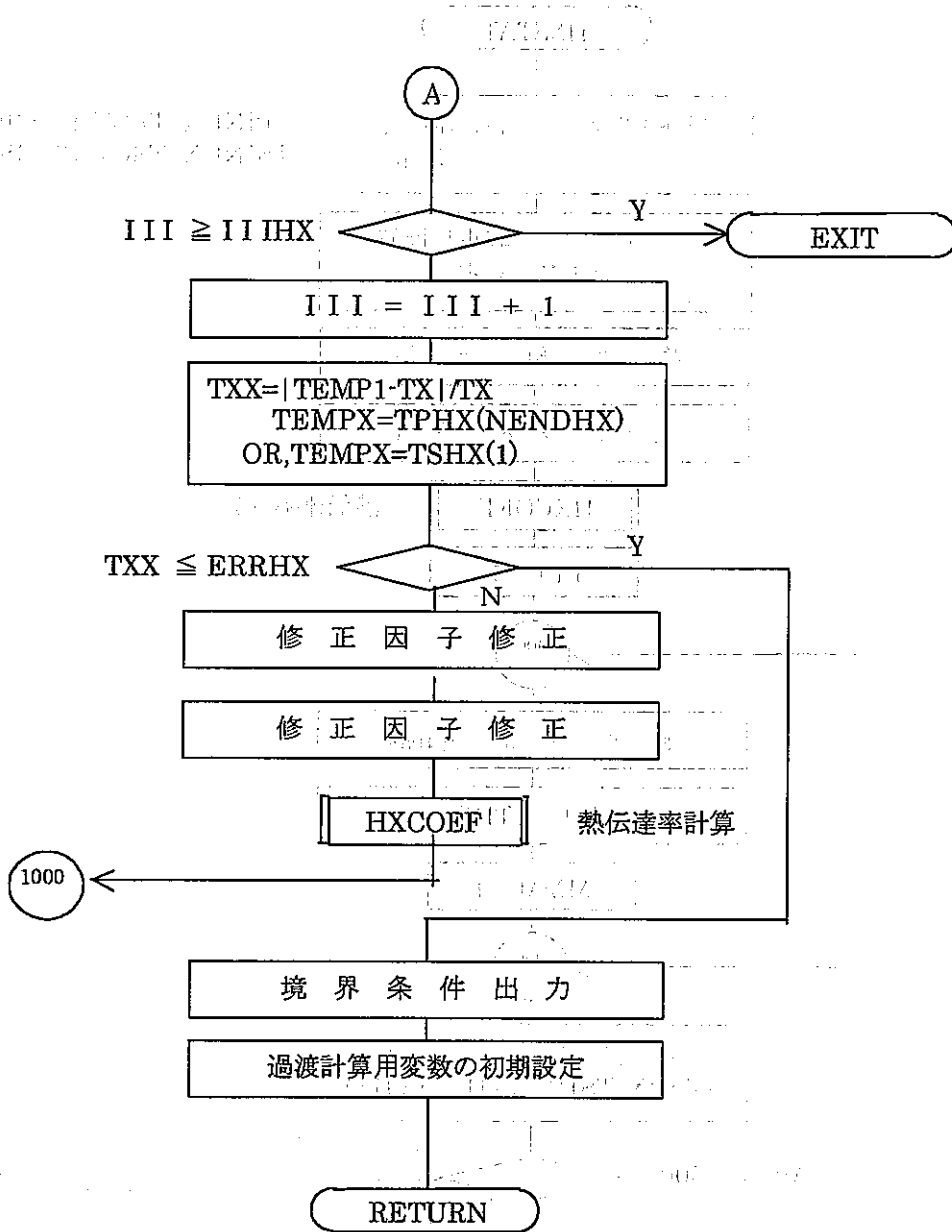 A
Y
III ≧ IIIHX
EXIT
III = III + 1
TXX=|TEMP1-TX|/TX
TEMPX=TPHX(NENDHX)
OR,TEMPX=TSHX(1)
Y
TXX ≦ ERRHX
N
修正因子修正
修正因子修正
HXCOEF 熱伝達率計算
1000
境界条件出力
過渡計算用変数の初期設定
RETURN